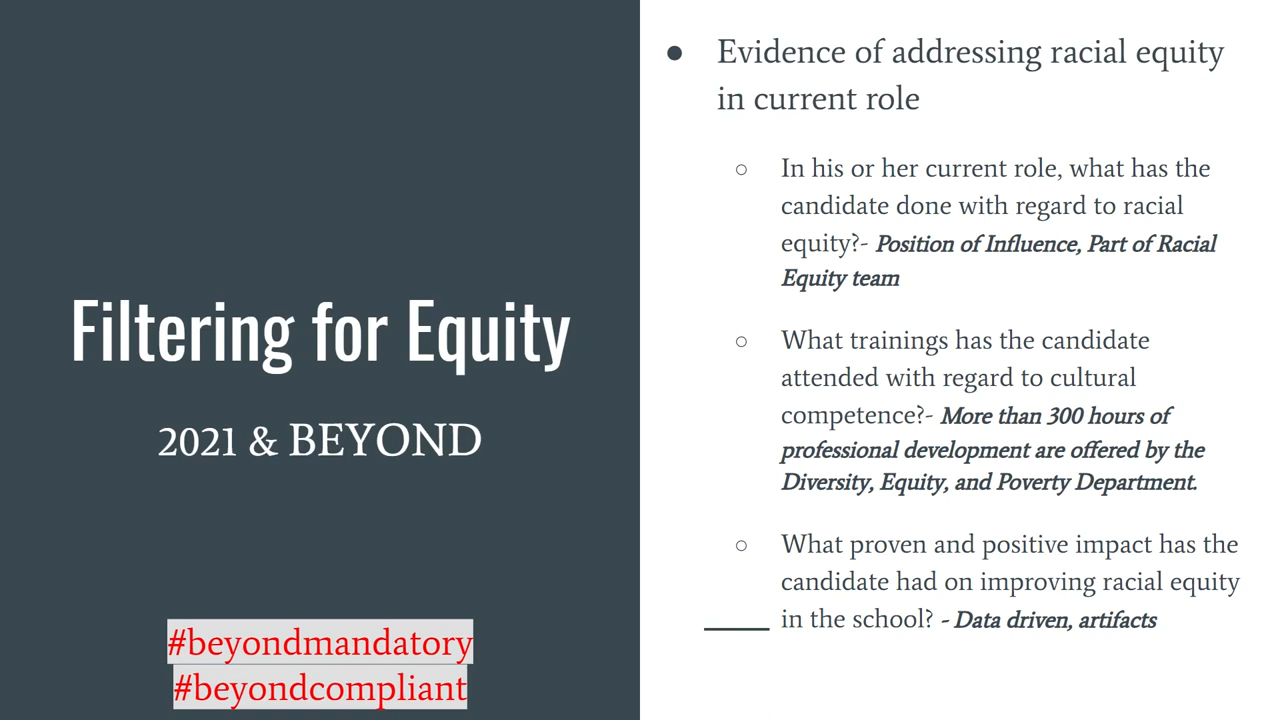 Filtering for Equity
2021 & BEYOND
#beyondmandatory
#beyondcompliant
● Evidence of addressing racial equity
in current role
○ In his or her current role, what has the
candidate done with regard to racial
equity?- Position of Influence, Part of Racial
Equity team
○ What trainings has the candidate
attended with regard to cultural
competence?- More than 300 hours of
professional development are offered by the
Diversity, Equity, and Poverty Department.
○ What proven and positive impact has the
candidate had on improving racial equity
in the school? - Data driven, artifacts